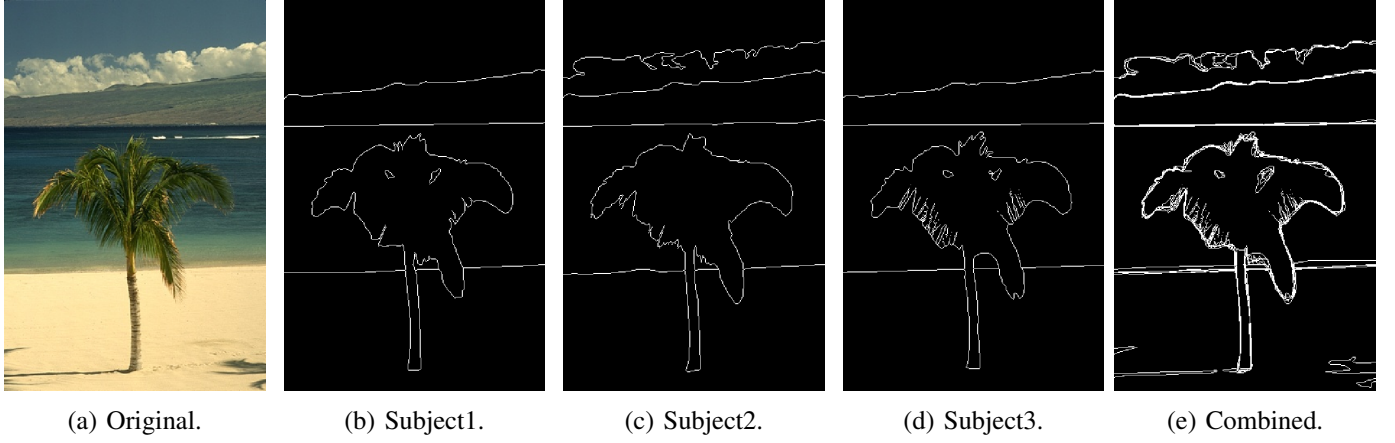 (a) Original.
(b) Subject1.
(c) Subject2.
(d) Subject3.
(e) Combined.